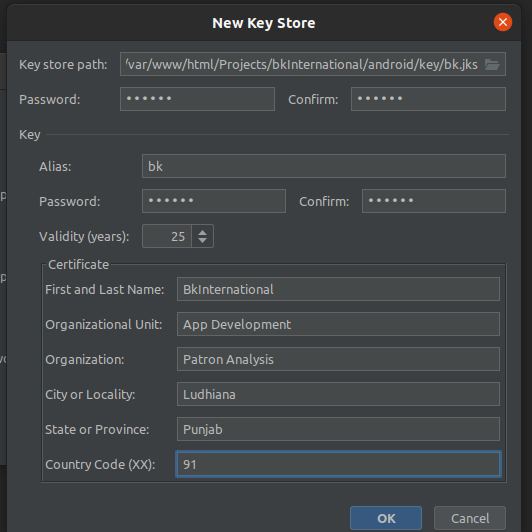 New Key Store
Key store path: /var/www/html/Projects/bkInternational/android/key/bk.jks
Password: •••••• Confirm: ••••••
Key
Alias: bk
Password: •••••• Confirm: ••••••
Validity (years): 25
Certificate
First and Last Name: BkInternational
Organizational Unit: App Development
Organization: Patron Analysis
City or Locality: Ludhiana
State or Province: Punjab
Country Code (XX): 91
OK Cancel